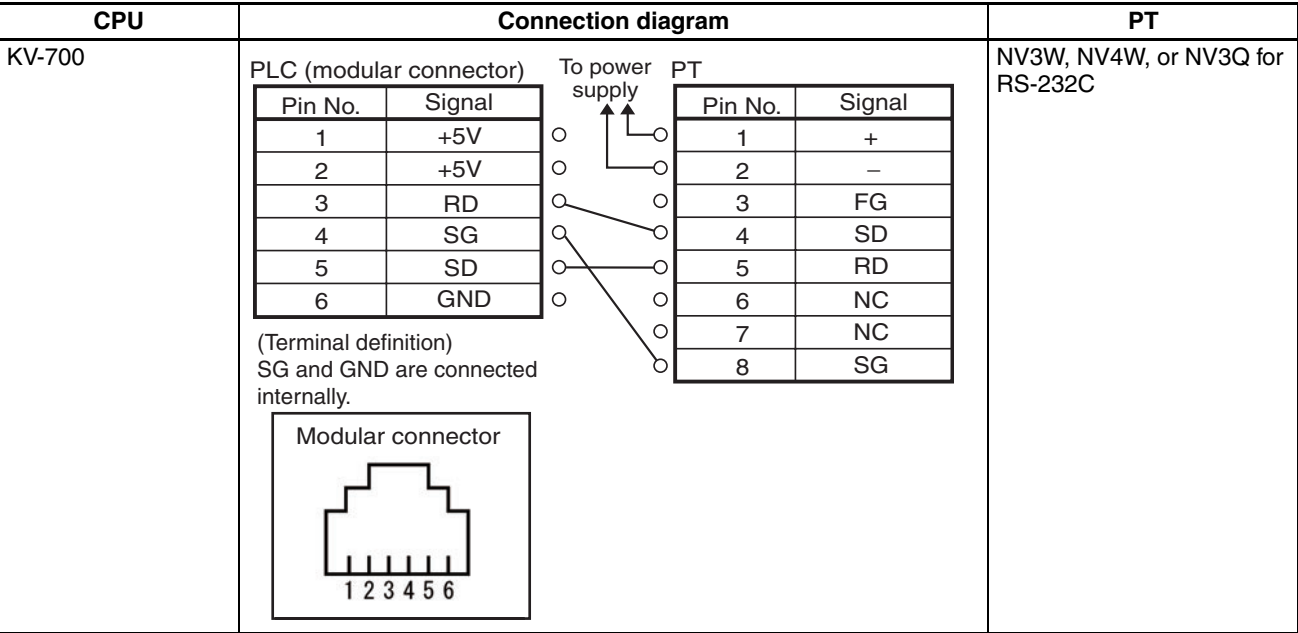 CPU Connection diagram PT
KV-700
NV3W, NV4W, or NV3Q for
RS-232C
PLC (modular connector)
To power
supply
PT
Pin No. Signal
1 +5V
2 +5V
3 RD
4 SG
5 SD
6 GND
Pin No. Signal
1 +
2 −
3 FG
4 SD
5 RD
6 NC
7 NC
8 SG
(Terminal definition)
SG and GND are connected
internally.
Modular connector
1 2 3 4 5 6